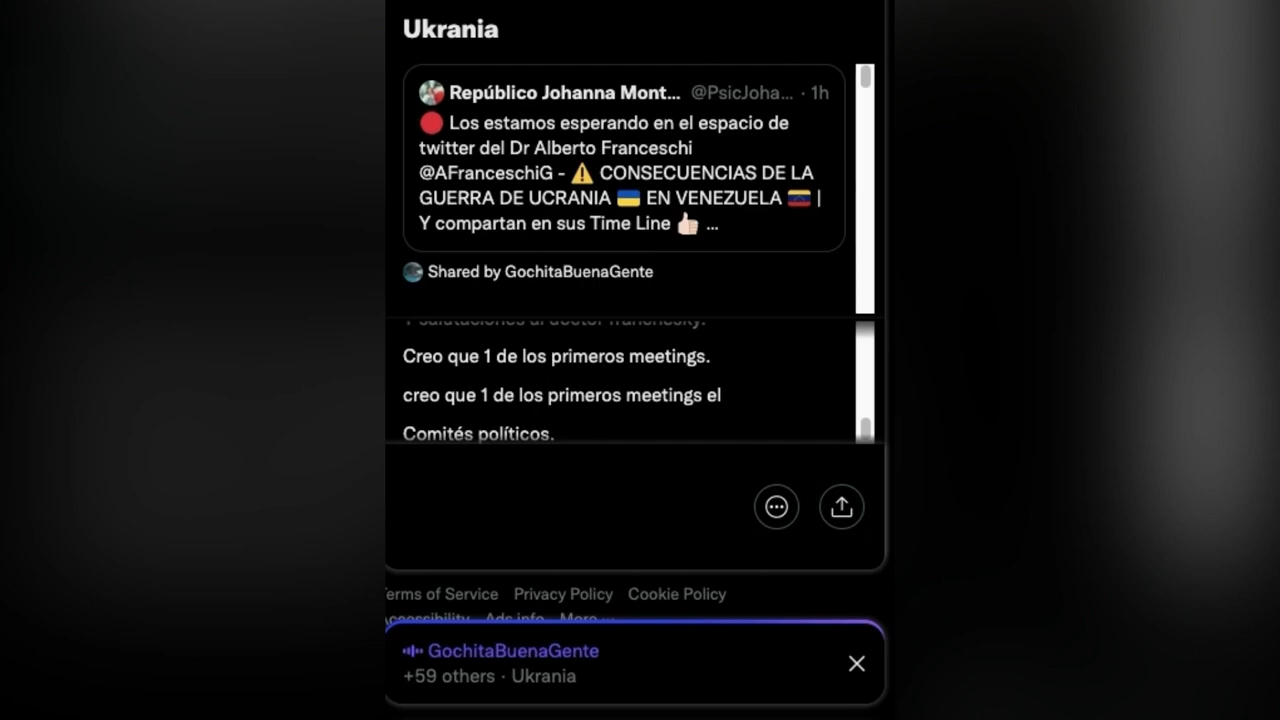 Ukrania
Repúblico Johanna Mont... @PsicJoha... · 1h
🔴 Los estamos esperando en el espacio de
twitter del Dr Alberto Franceschi
@AFranceschiG - ⚠️ CONSECUENCIAS DE LA
GUERRA DE UCRANIA 🇺🇦 EN VENEZUELA 🇻🇪 |
Y compartan en sus Time Line 👍🏻 ...
Shared by GochitaBuenaGente
Y salutaciones al doctor franchesky.
Creo que 1 de los primeros meetings.
creo que 1 de los primeros meetings el
Comités políticos.
Terms of Service Privacy Policy Cookie Policy
Accessibility Ads info More ...
GochitaBuenaGente
+59 others · Ukrania